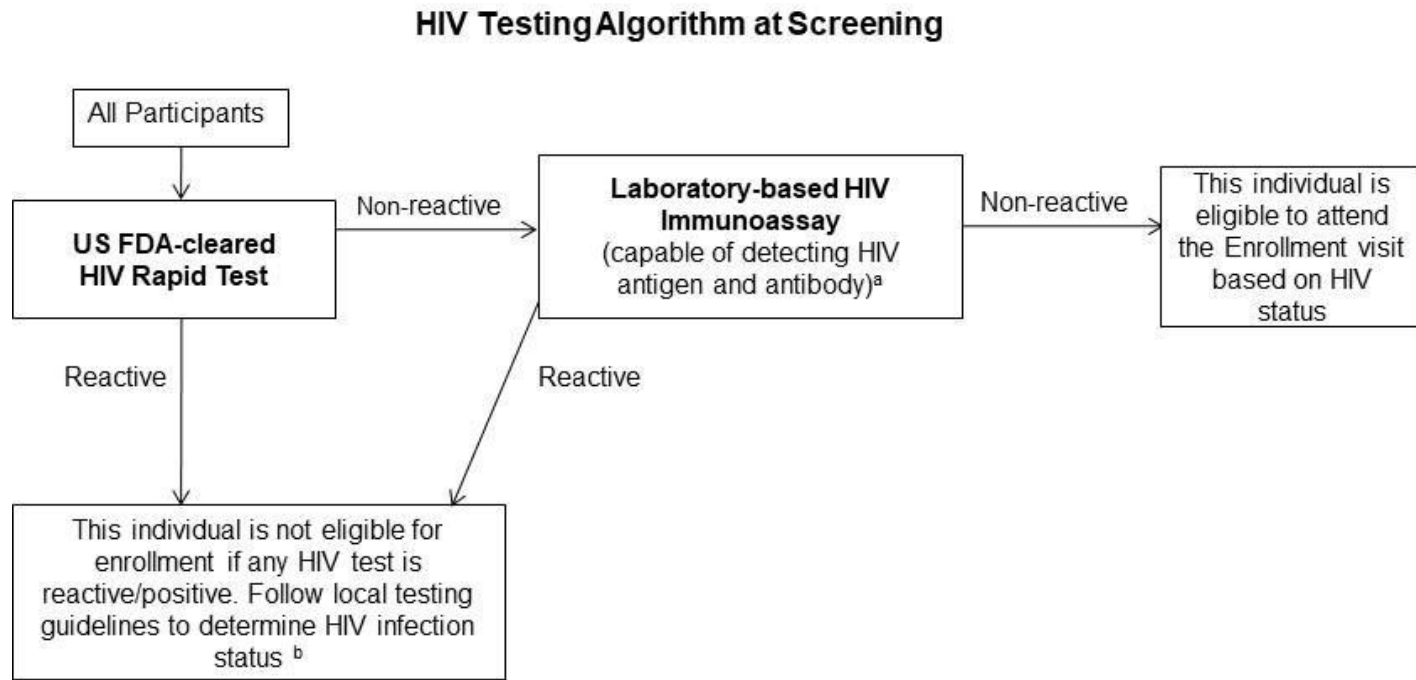 HIV Testing Algorithm at Screening
All Participants
US FDA-cleared
HIV Rapid Test
Non-reactive
Laboratory-based HIV
Immunoassay
(capable of detecting HIV
antigen and antibody)a
Non-reactive
This individual is
eligible to attend
the Enrollment visit
based on HIV
status
Reactive
Reactive
This individual is not eligible for
enrollment if any HIV test is
reactive/positive. Follow local testing
guidelines to determine HIV infection
status b